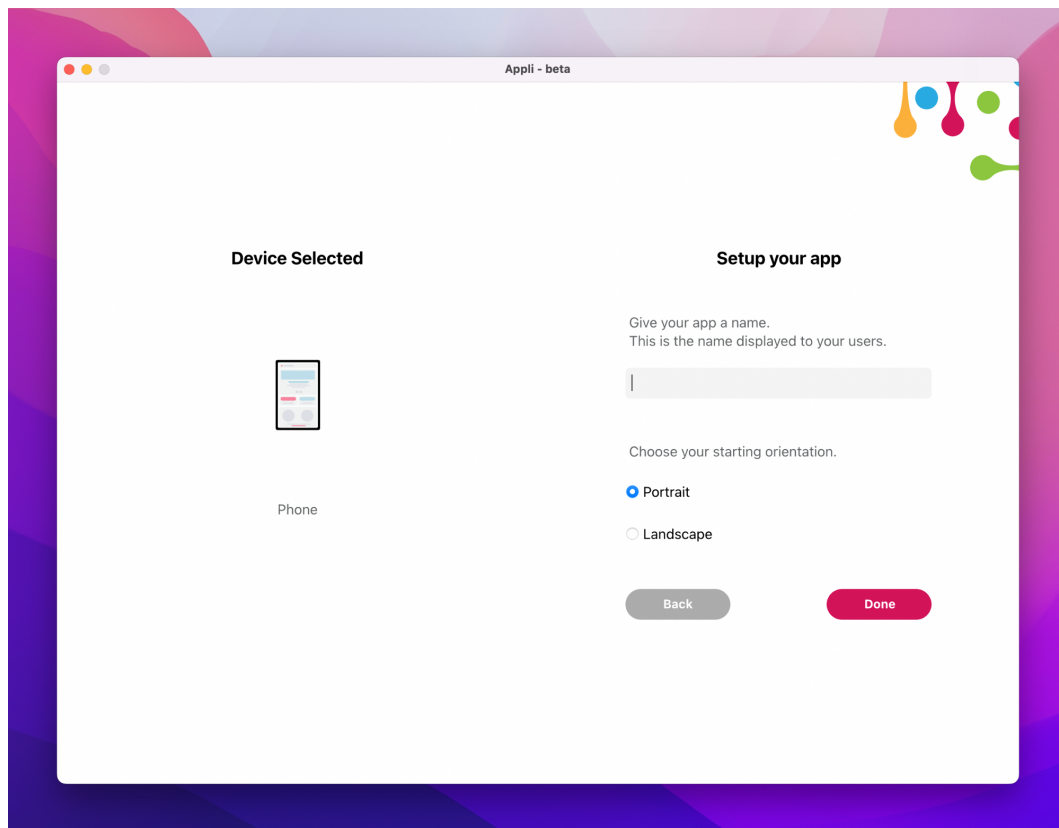 Appli - beta
Device Selected
Phone
Setup your app
Give your app a name.
This is the name displayed to your users.
Choose your starting orientation.
Portrait
Landscape
Back
Done